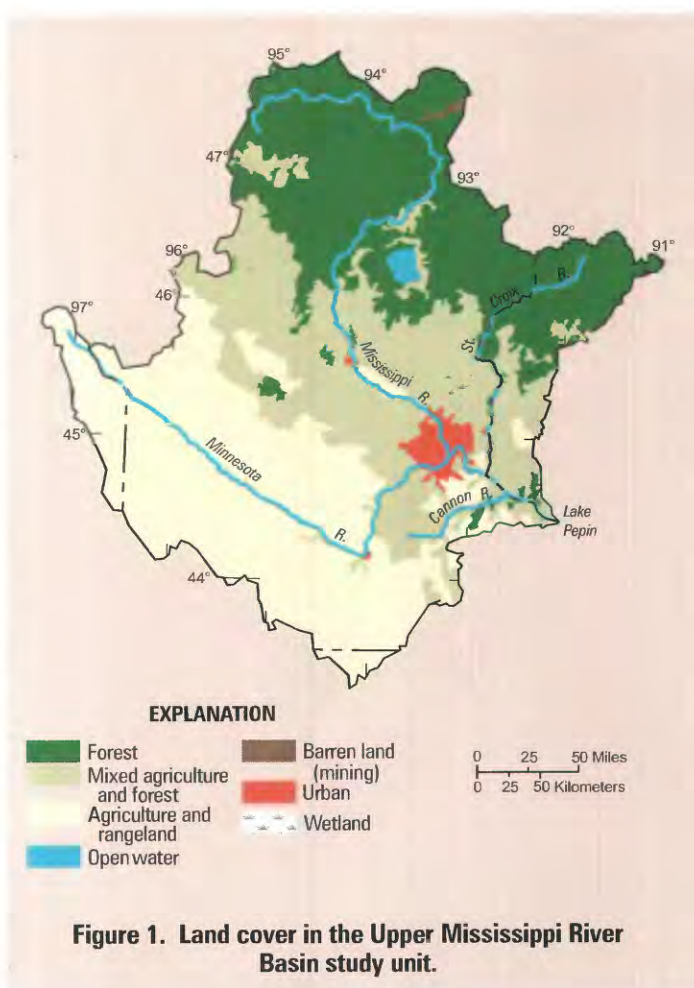 95°
94°
47°
93°
92°
91°
96°
46°
Croix R.
St.
97°
Mississippi R.
45°
Minnesota R.
Cannon R.
Lake
Pepin
44°
EXPLANATION
Forest
Mixed agriculture
and forest
Agriculture and
rangeland
Open water
Barren land
(mining)
Urban
Wetland
0 25 50 Miles
0 25 50 Kilometers
Figure 1. Land cover in the Upper Mississippi River
Basin study unit.